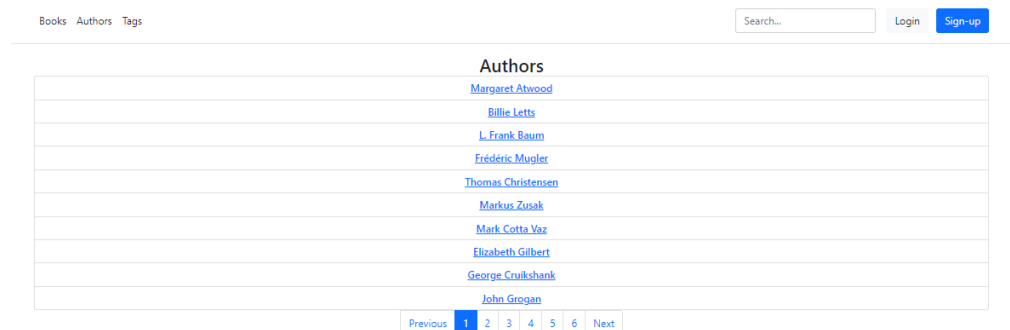 Books Authors Tags Search... Login Sign-up
Authors
Margaret Atwood
Billie Letts
L. Frank Baum
Frédéric Mugler
Thomas Christensen
Markus Zusak
Mark Cotta Vaz
Elizabeth Gilbert
George Cruikshank
John Grogan
Previous 1 2 3 4 5 6 Next